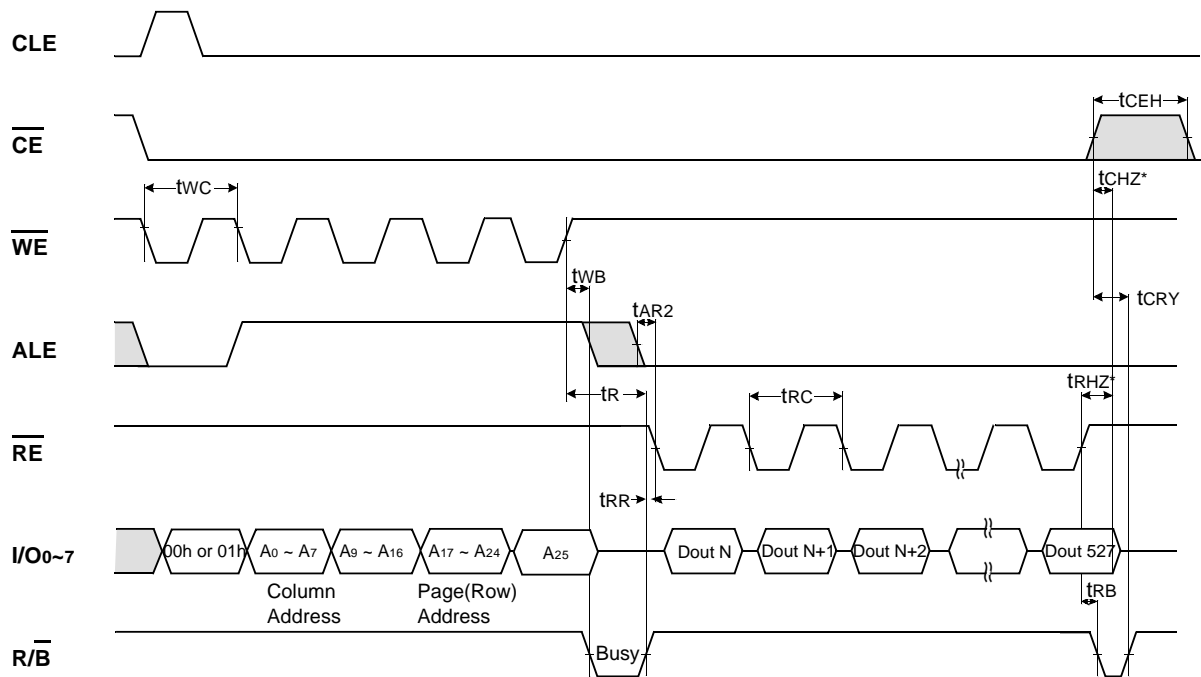 CLE
tCEH
CE
tCHZ*
tWC
WE
tWB
tCRY
tAR2
ALE
tRHZ*
tR
tRC
RE
tRR
I/O0~7
00h or 01h
A0 ~ A7
A9 ~ A16
A17 ~ A24
A25
Dout N
Dout N+1
Dout N+2
Dout 527
Column
Address
Page(Row)
Address
tRB
R/B
Busy